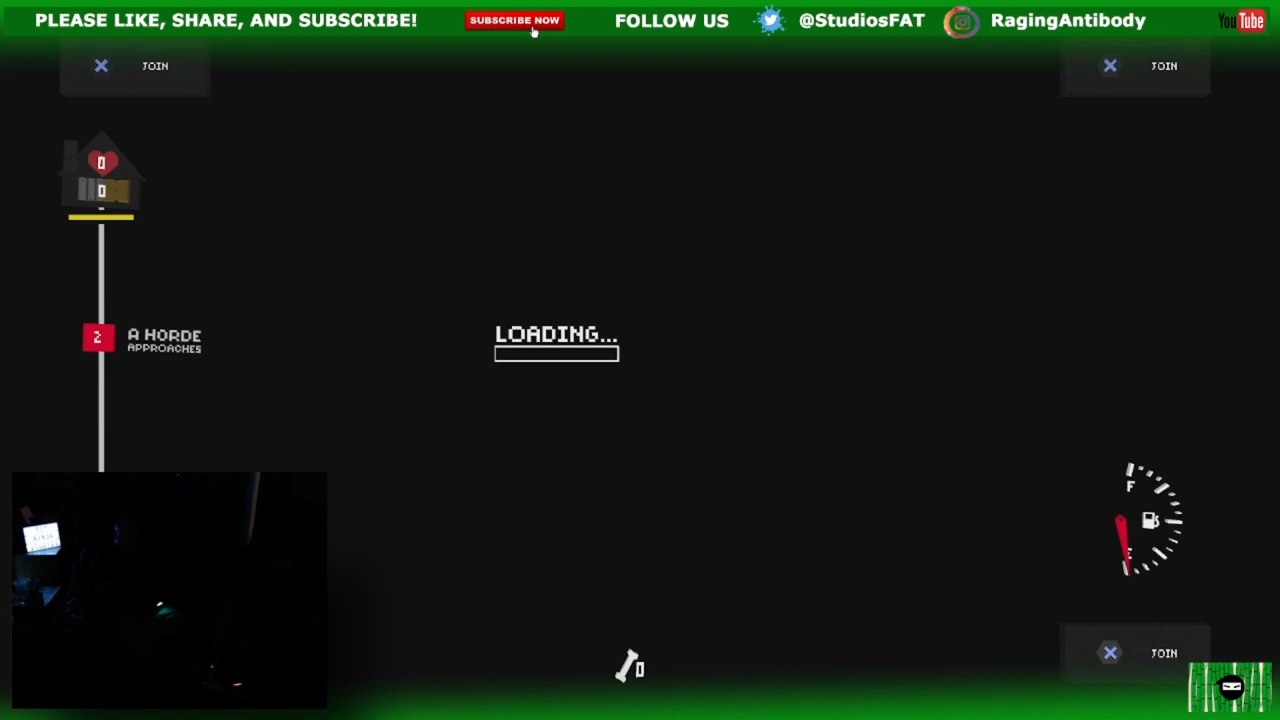 PLEASE LIKE, SHARE, AND SUBSCRIBE!
SUBSCRIBE NOW
FOLLOW US
@StudiosFAT
RagingAntibody
YouTube
JOIN
JOIN
0
0
LOADING...
2
A HORDE
APPROACHES
F
E
0
JOIN